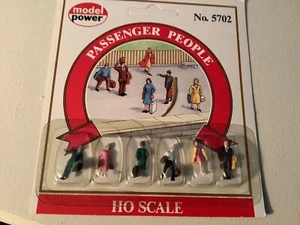 model
power
No. 5702
PASSENGER PEOPLE
HO SCALE